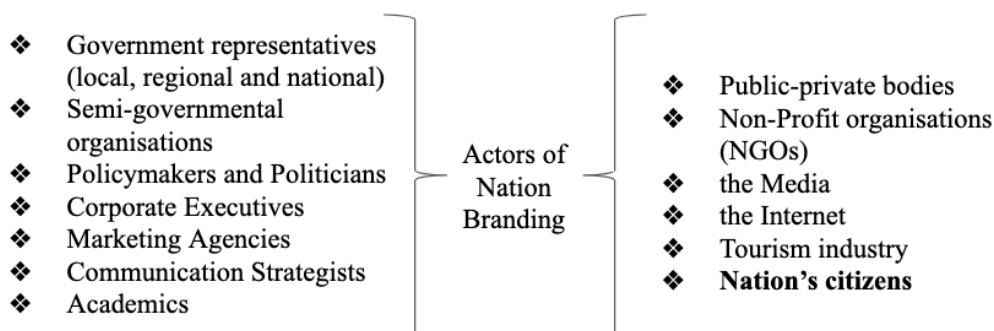 ❖ Government representatives
(local, regional and national)
❖ Semi-governmental
organisations
❖ Policymakers and Politicians
❖ Corporate Executives
❖ Marketing Agencies
❖ Communication Strategists
❖ Academics
Actors of
Nation
Branding
❖ Public-private bodies
❖ Non-Profit organisations
(NGOs)
❖ the Media
❖ the Internet
❖ Tourism industry
❖ Nation's citizens